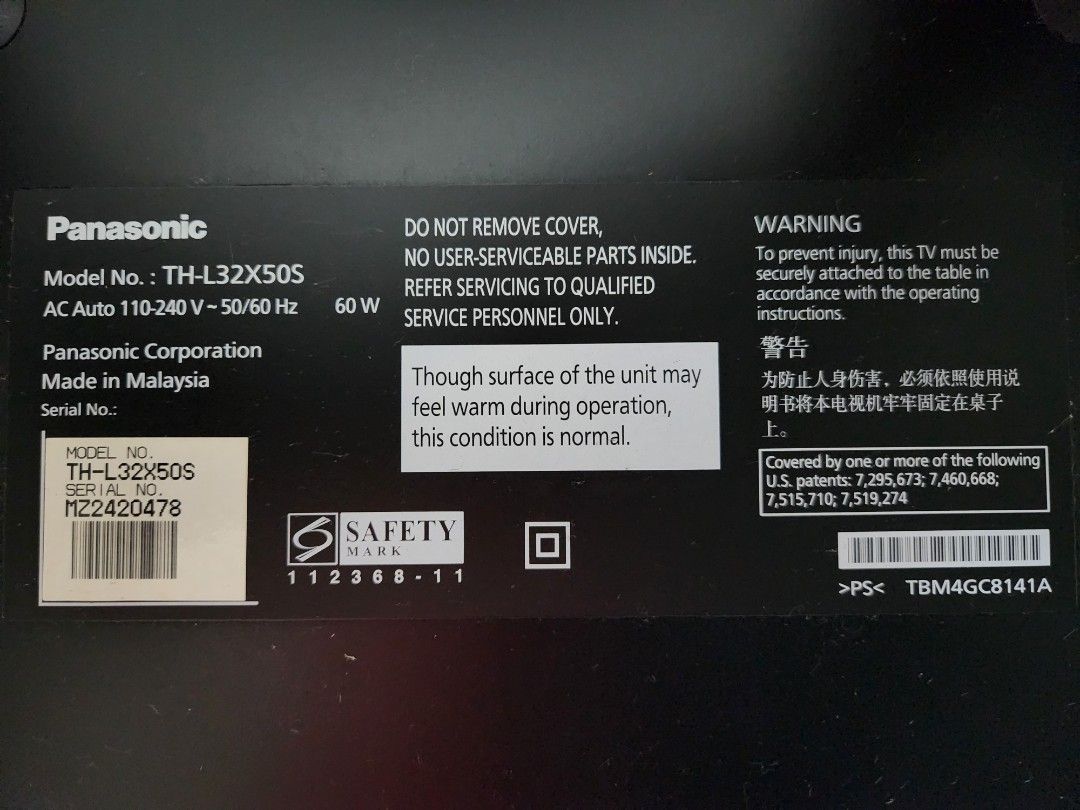 Panasonic
Model No. : TH-L32X50S
AC Auto 110-240 V ~ 50/60 Hz 60 W
Panasonic Corporation
Made in Malaysia
Serial No.:
MODEL NO.
TH-L32X50S
SERIAL NO.
MZ2420478
DO NOT REMOVE COVER,
NO USER-SERVICEABLE PARTS INSIDE.
REFER SERVICING TO QUALIFIED
SERVICE PERSONNEL ONLY.
Though surface of the unit may
feel warm during operation,
this condition is normal.
SAFETY
MARK
112368-11
WARNING
To prevent injury, this TV must be
securely attached to the table in
accordance with the operating
instructions.
警告
为防止人身伤害，必须依照使用说
明书将本电视机牢牢固定在桌子
上。
Covered by one or more of the following
U.S. patents: 7,295,673; 7,460,668;
7,515,710; 7,519,274
>PS< TBM4GC8141A